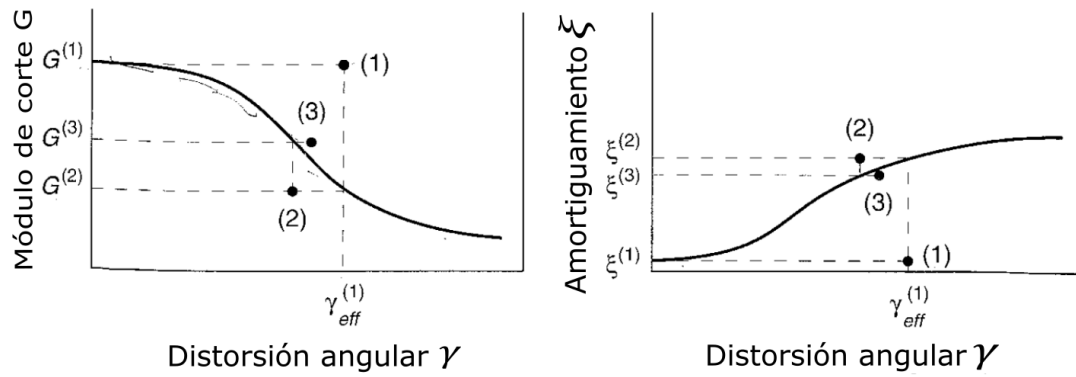 Módulo de corte G
G(1)
G(3)
G(2)
(1)
(3)
(2)
γeff(1)
Distorsión angular γ
Amortiguamiento ξ
ξ(2)
ξ(3)
ξ(1)
(2)
(3)
(1)
γeff(1)
Distorsión angular γ